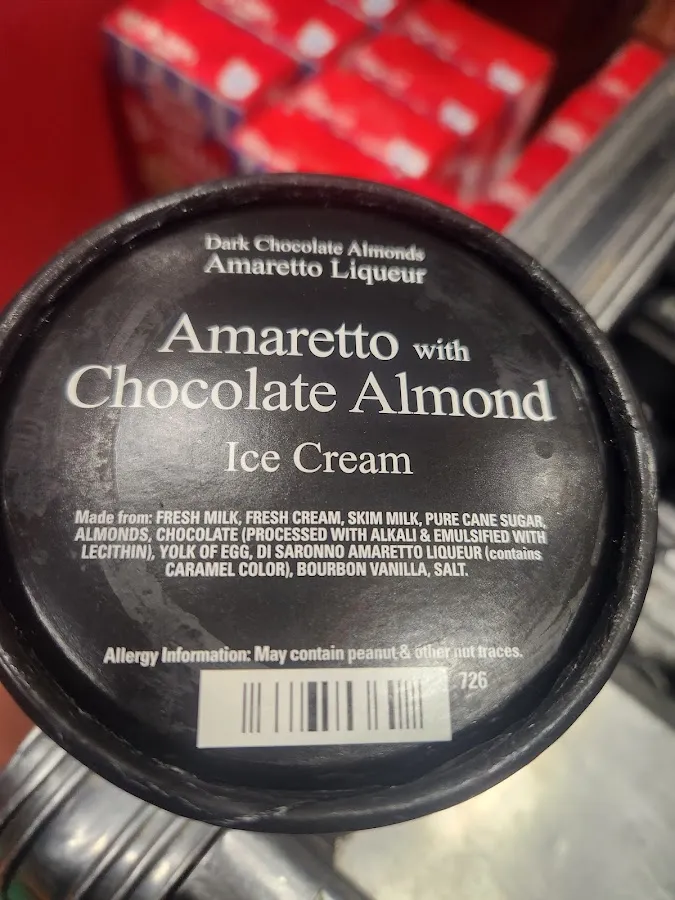 Dark Chocolate Almonds
Amaretto Liqueur
Amaretto with
Chocolate Almond
Ice Cream
Made from: FRESH MILK, FRESH CREAM, SKIM MILK, PURE CANE SUGAR,
ALMONDS, CHOCOLATE (PROCESSED WITH ALKALI & EMULSIFIED WITH
LECITHIN), YOLK OF EGG, DI SARONNO AMARETTO LIQUEUR (contains
CARAMEL COLOR), BOURBON VANILLA, SALT.
Allergy Information: May contain peanut & other nut traces.
726